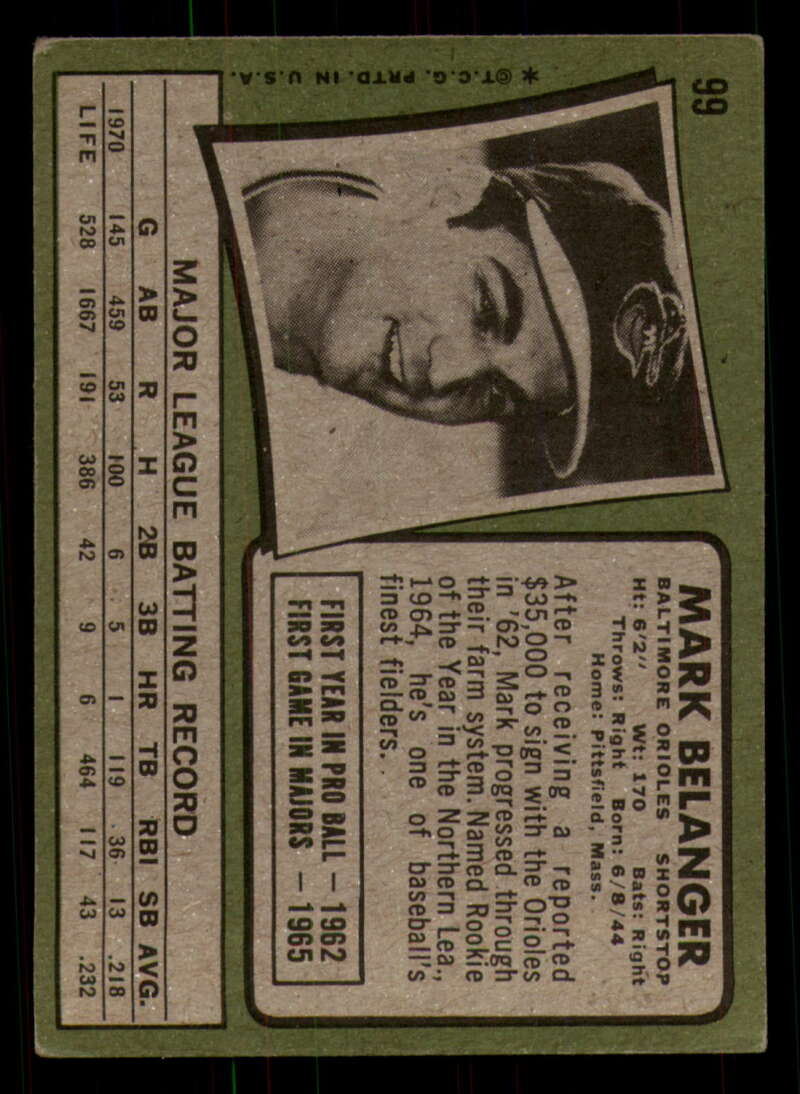 99
* ©T.C.G. PRTD. IN U.S.A.
MARK BELANGER
BALTIMORE ORIOLES SHORTSTOP
Ht: 6'2" Wt: 170 Bats: Right
Throws: Right Born: 6/8/44
Home: Pittsfield, Mass.
After receiving a reported
$35,000 to sign with the Orioles
in '62, Mark progressed through
their farm system. Named Rookie
of the Year in the Northern Lea.,
1964, he's one of baseball's
finest fielders.
FIRST YEAR IN PRO BALL — 1962
FIRST GAME IN MAJORS — 1965
MAJOR LEAGUE BATTING RECORD
G AB R H 2B 3B HR TB RBI SB AVG.
1970 145 459 53 100 6 5 1 119 36 13 .218
LIFE 528 1667 191 386 42 9 6 464 117 43 .232